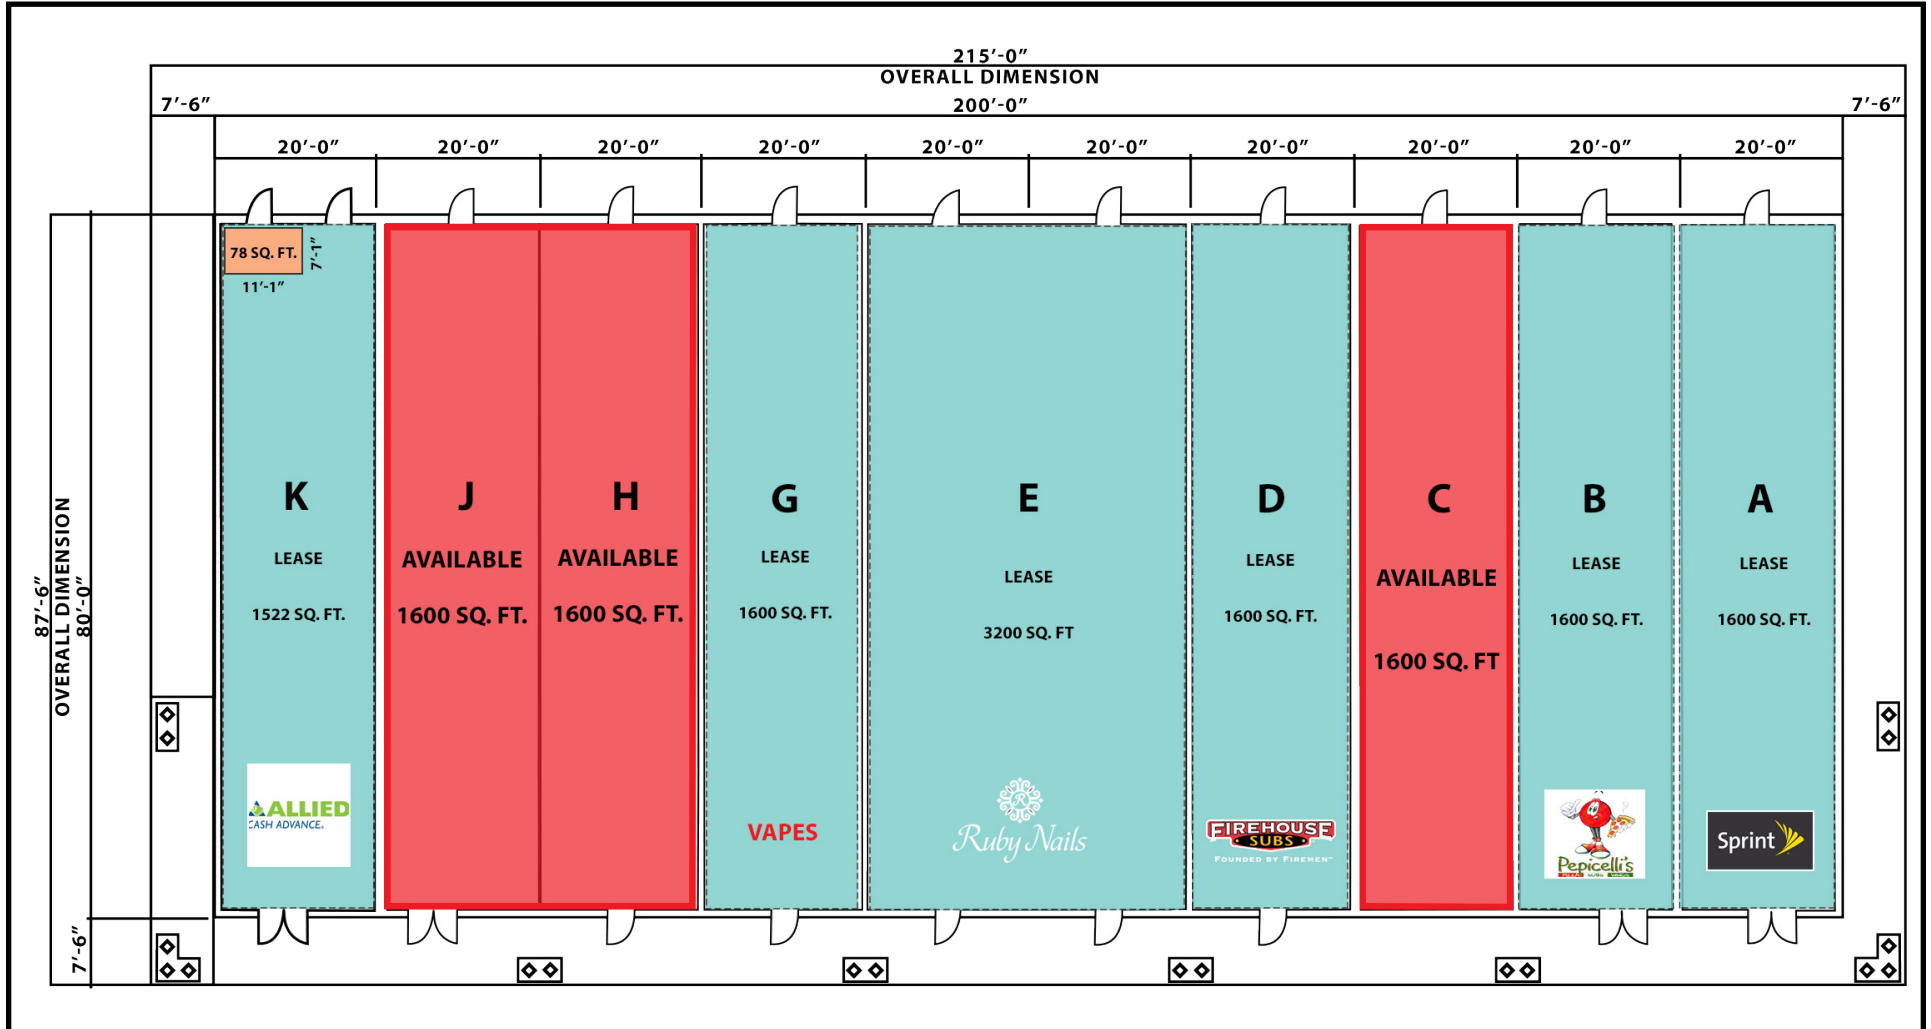 215'-0"
OVERALL DIMENSION
7'-6"
200'-0"
7'-6"
20'-0"
20'-0"
20'-0"
20'-0"
20'-0"
20'-0"
20'-0"
20'-0"
20'-0"
20'-0"
78 SQ. FT.
7'-1"
11'-1"
K
LEASE
1522 SQ. FT.
ALLIED
CASH ADVANCE.
J
AVAILABLE
1600 SQ. FT.
H
AVAILABLE
1600 SQ. FT.
G
LEASE
1600 SQ. FT.
VAPES
E
LEASE
3200 SQ. FT
R
Ruby Nails
D
LEASE
1600 SQ. FT.
FIREHOUSE
SUBS
FOUNDED BY FIREMEN™
C
AVAILABLE
1600 SQ. FT
B
LEASE
1600 SQ. FT.
Pepicelli's
PIZZA SUBS WINGS
A
LEASE
1600 SQ. FT.
Sprint
87'-6"
OVERALL DIMENSION
80'-0"
7'-6"